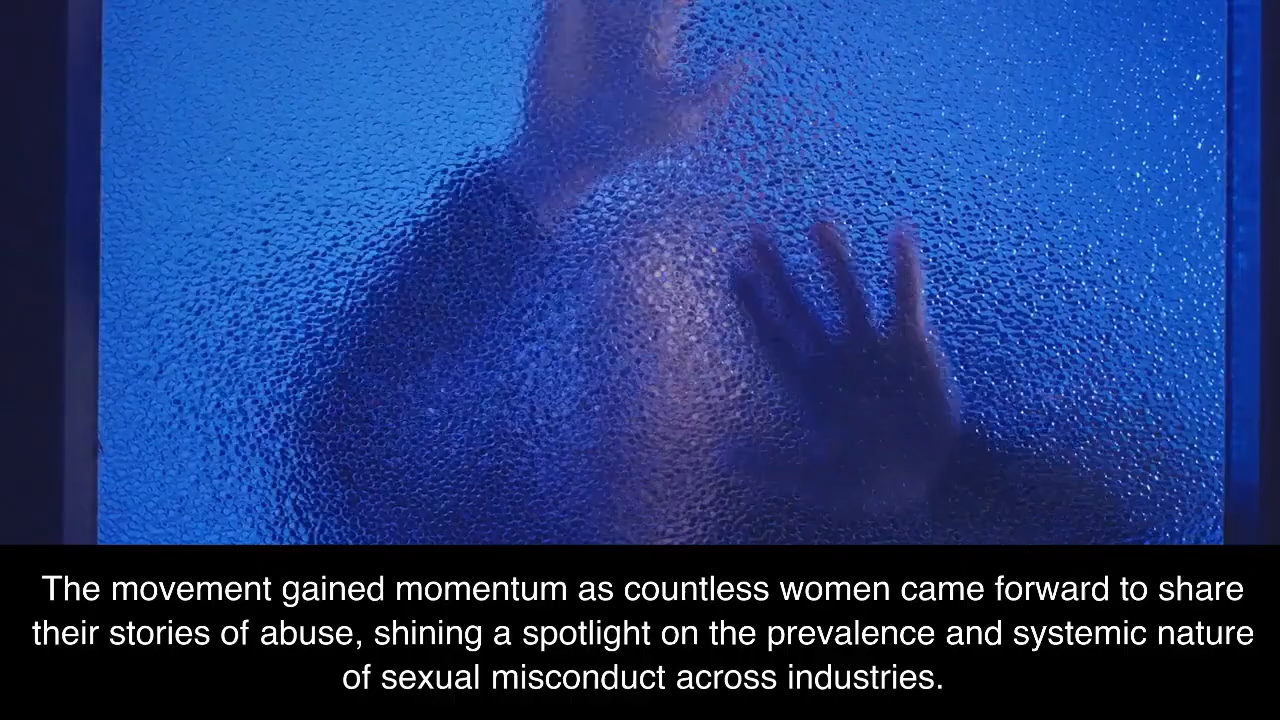 The movement gained momentum as countless women came forward to share
their stories of abuse, shining a spotlight on the prevalence and systemic nature
of sexual misconduct across industries.